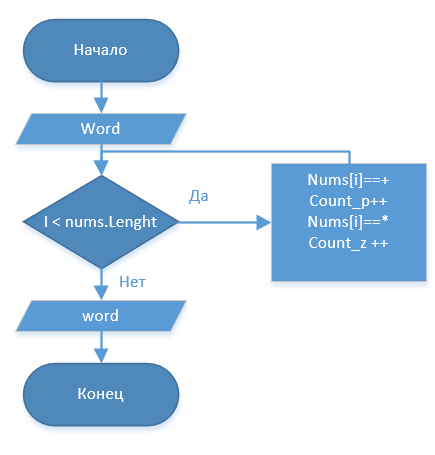 Начало
Word
I < nums.Lenght
Да
Nums[i]==+
Count_p++
Nums[i]==*
Count_z ++
Нет
word
Конец